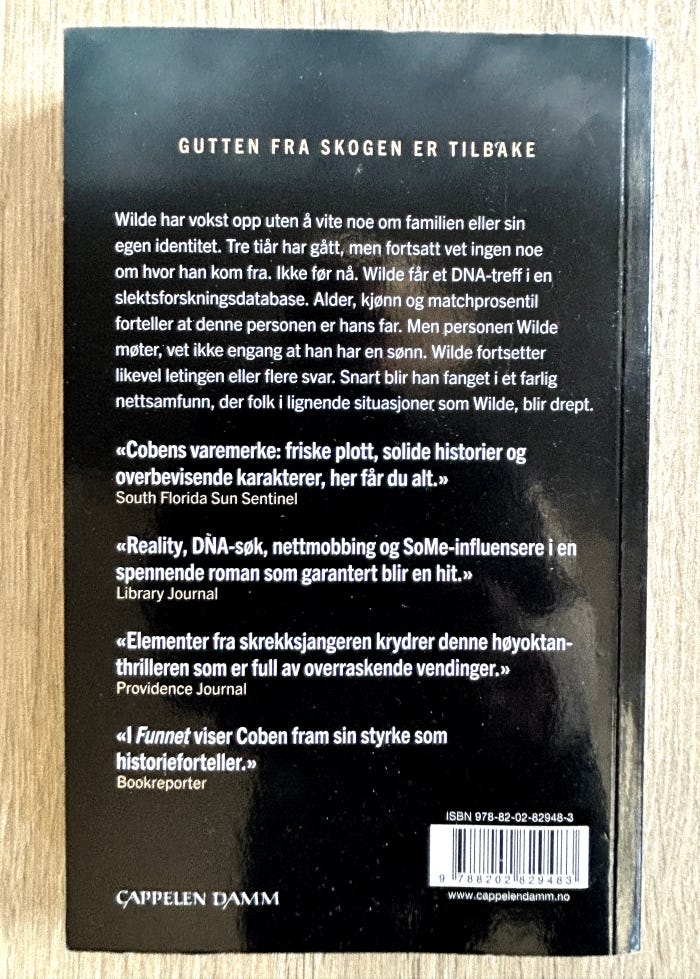 GUTTEN FRA SKOGEN ER TILBAKE
Wilde har vokst opp uten å vite noe om familien eller sin
egen identitet. Tre tiår har gått, men fortsatt vet ingen noe
om hvor han kom fra. Ikke før nå. Wilde får et DNA-treff i en
slektsforskningsdatabase. Alder, kjønn og matchprosentil
forteller at denne personen er hans far. Men personen Wilde
møter, vet ikke engang at han har en sønn. Wilde fortsetter
likevel letingen eller flere svar. Snart blir han fanget i et farlig
nettsamfunn, der folk i lignende situasjoner som Wilde, blir drept.
«Cobens varemerke: friske plott, solide historier og
overbevisende karakterer, her får du alt.»
South Florida Sun Sentinel
«Reality, DNA-søk, nettmobbing og SoMe-influensere i en
spennende roman som garantert blir en hit.»
Library Journal
«Elementer fra skrekksjangeren krydrer denne høyoktan-
thrilleren som er full av overraskende vendinger.»
Providence Journal
«I Funnet viser Coben fram sin styrke som
historieforteller.»
Bookreporter
ISBN 978-82-02-82948-3
9 788202 829483
www.cappelendamm.no
CAPPELEN DAMM